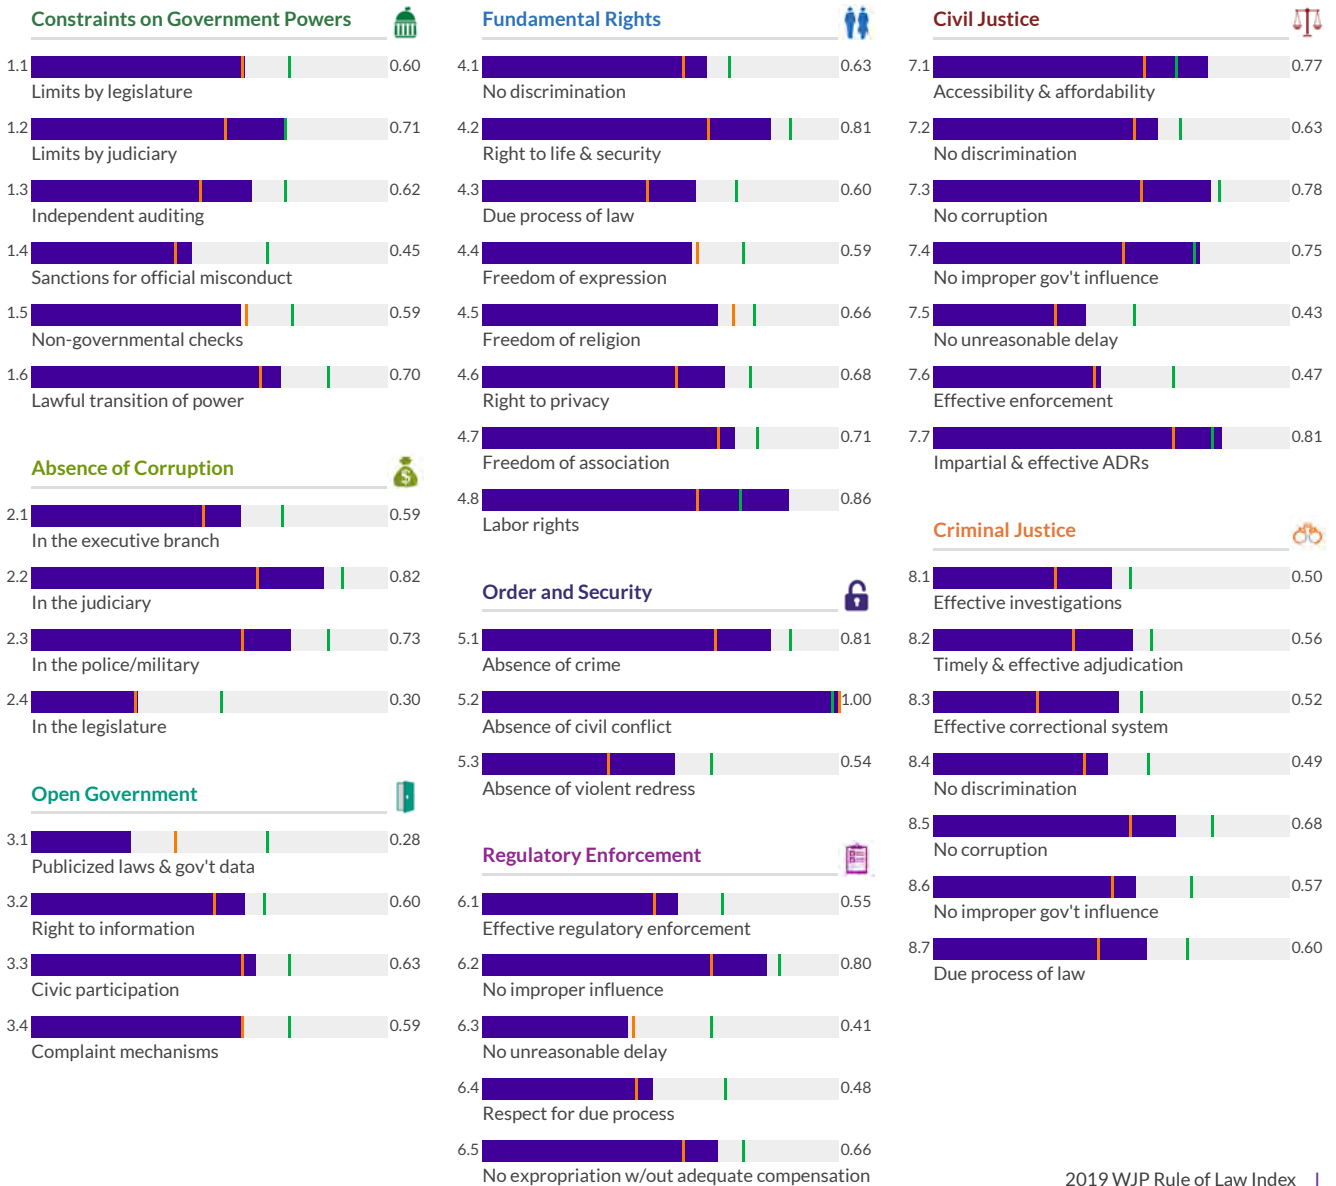 Constraints on Government Powers
1.1 0.60
Limits by legislature
1.2 0.71
Limits by judiciary
1.3 0.62
Independent auditing
1.4 0.45
Sanctions for official misconduct
1.5 0.59
Non-governmental checks
1.6 0.70
Lawful transition of power
Absence of Corruption
$
2.1 0.59
In the executive branch
2.2 0.82
In the judiciary
2.3 0.73
In the police/military
2.4 0.30
In the legislature
Open Government
3.1 0.28
Publicized laws & gov't data
3.2 0.60
Right to information
3.3 0.63
Civic participation
3.4 0.59
Complaint mechanisms
Fundamental Rights
4.1 0.63
No discrimination
4.2 0.81
Right to life & security
4.3 0.60
Due process of law
4.4 0.59
Freedom of expression
4.5 0.66
Freedom of religion
4.6 0.68
Right to privacy
4.7 0.71
Freedom of association
4.8 0.86
Labor rights
Order and Security
5.1 0.81
Absence of crime
5.2 1.00
Absence of civil conflict
5.3 0.54
Absence of violent redress
Regulatory Enforcement
6.1 0.55
Effective regulatory enforcement
6.2 0.80
No improper influence
6.3 0.41
No unreasonable delay
6.4 0.48
Respect for due process
6.5 0.66
No expropriation w/out adequate compensation
Civil Justice
7.1 0.77
Accessibility & affordability
7.2 0.63
No discrimination
7.3 0.78
No corruption
7.4 0.75
No improper gov't influence
7.5 0.43
No unreasonable delay
7.6 0.47
Effective enforcement
7.7 0.81
Impartial & effective ADRs
Criminal Justice
8.1 0.50
Effective investigations
8.2 0.56
Timely & effective adjudication
8.3 0.52
Effective correctional system
8.4 0.49
No discrimination
8.5 0.68
No corruption
8.6 0.57
No improper gov't influence
8.7 0.60
Due process of law
2019 WJP Rule of Law Index |